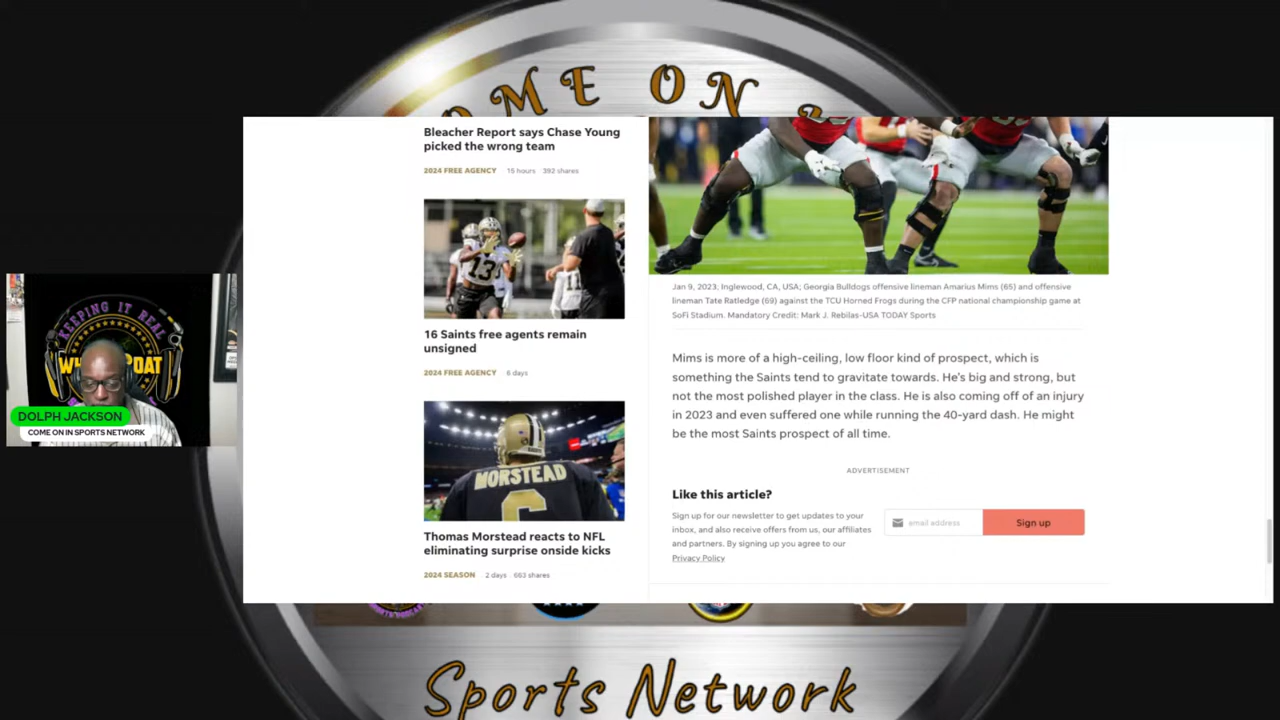 OME ON
Bleacher Report says Chase Young
picked the wrong team
2024 FREE AGENCY 15 hours 392 shares
13
16 Saints free agents remain
unsigned
2024 FREE AGENCY 6 days
MORSTEAD
6
Thomas Morstead reacts to NFL
eliminating surprise onside kicks
2024 SEASON 2 days 663 shares
Jan 9, 2023; Inglewood, CA, USA; Georgia Bulldogs offensive lineman Amarius Mims (65) and offensive
lineman Tate Ratledge (69) against the TCU Horned Frogs during the CFP national championship game at
SoFi Stadium. Mandatory Credit: Mark J. Rebilas-USA TODAY Sports
Mims is more of a high-ceiling, low floor kind of prospect, which is
something the Saints tend to gravitate towards. He's big and strong, but
not the most polished player in the class. He is also coming off of an injury
in 2023 and even suffered one while running the 40-yard dash. He might
be the most Saints prospect of all time.
ADVERTISEMENT
Like this article?
Sign up for our newsletter to get updates to your
inbox, and also receive offers from us, our affiliates
and partners. By signing up you agree to our
Privacy Policy
email address
Sign up
KEEPING IT REAL
DOLPH JACKSON
COME ON IN SPORTS NETWORK
Sports Network